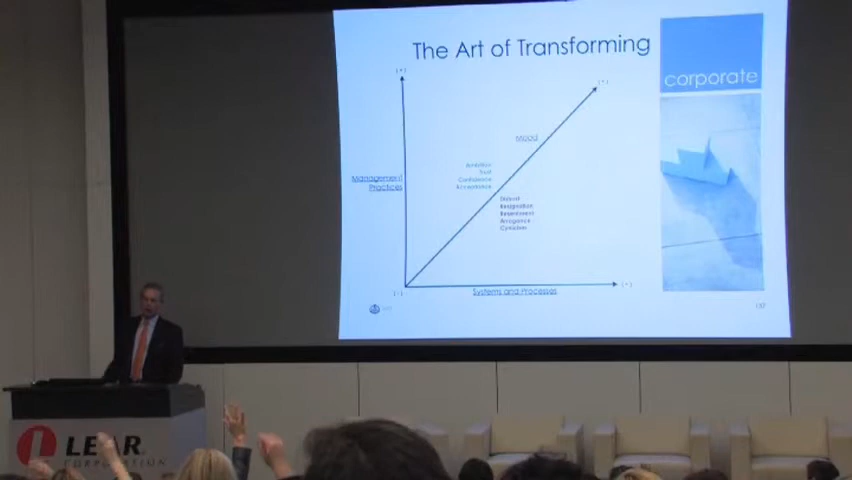 The Art of Transforming
corporate
Mood
Ambition
Trust
Confidence
Acceptance
Management
Practices
Distrust
Resignation
Resentment
Arrogance
Cynicism
Systems and Processes
LEAR
CORPORATION